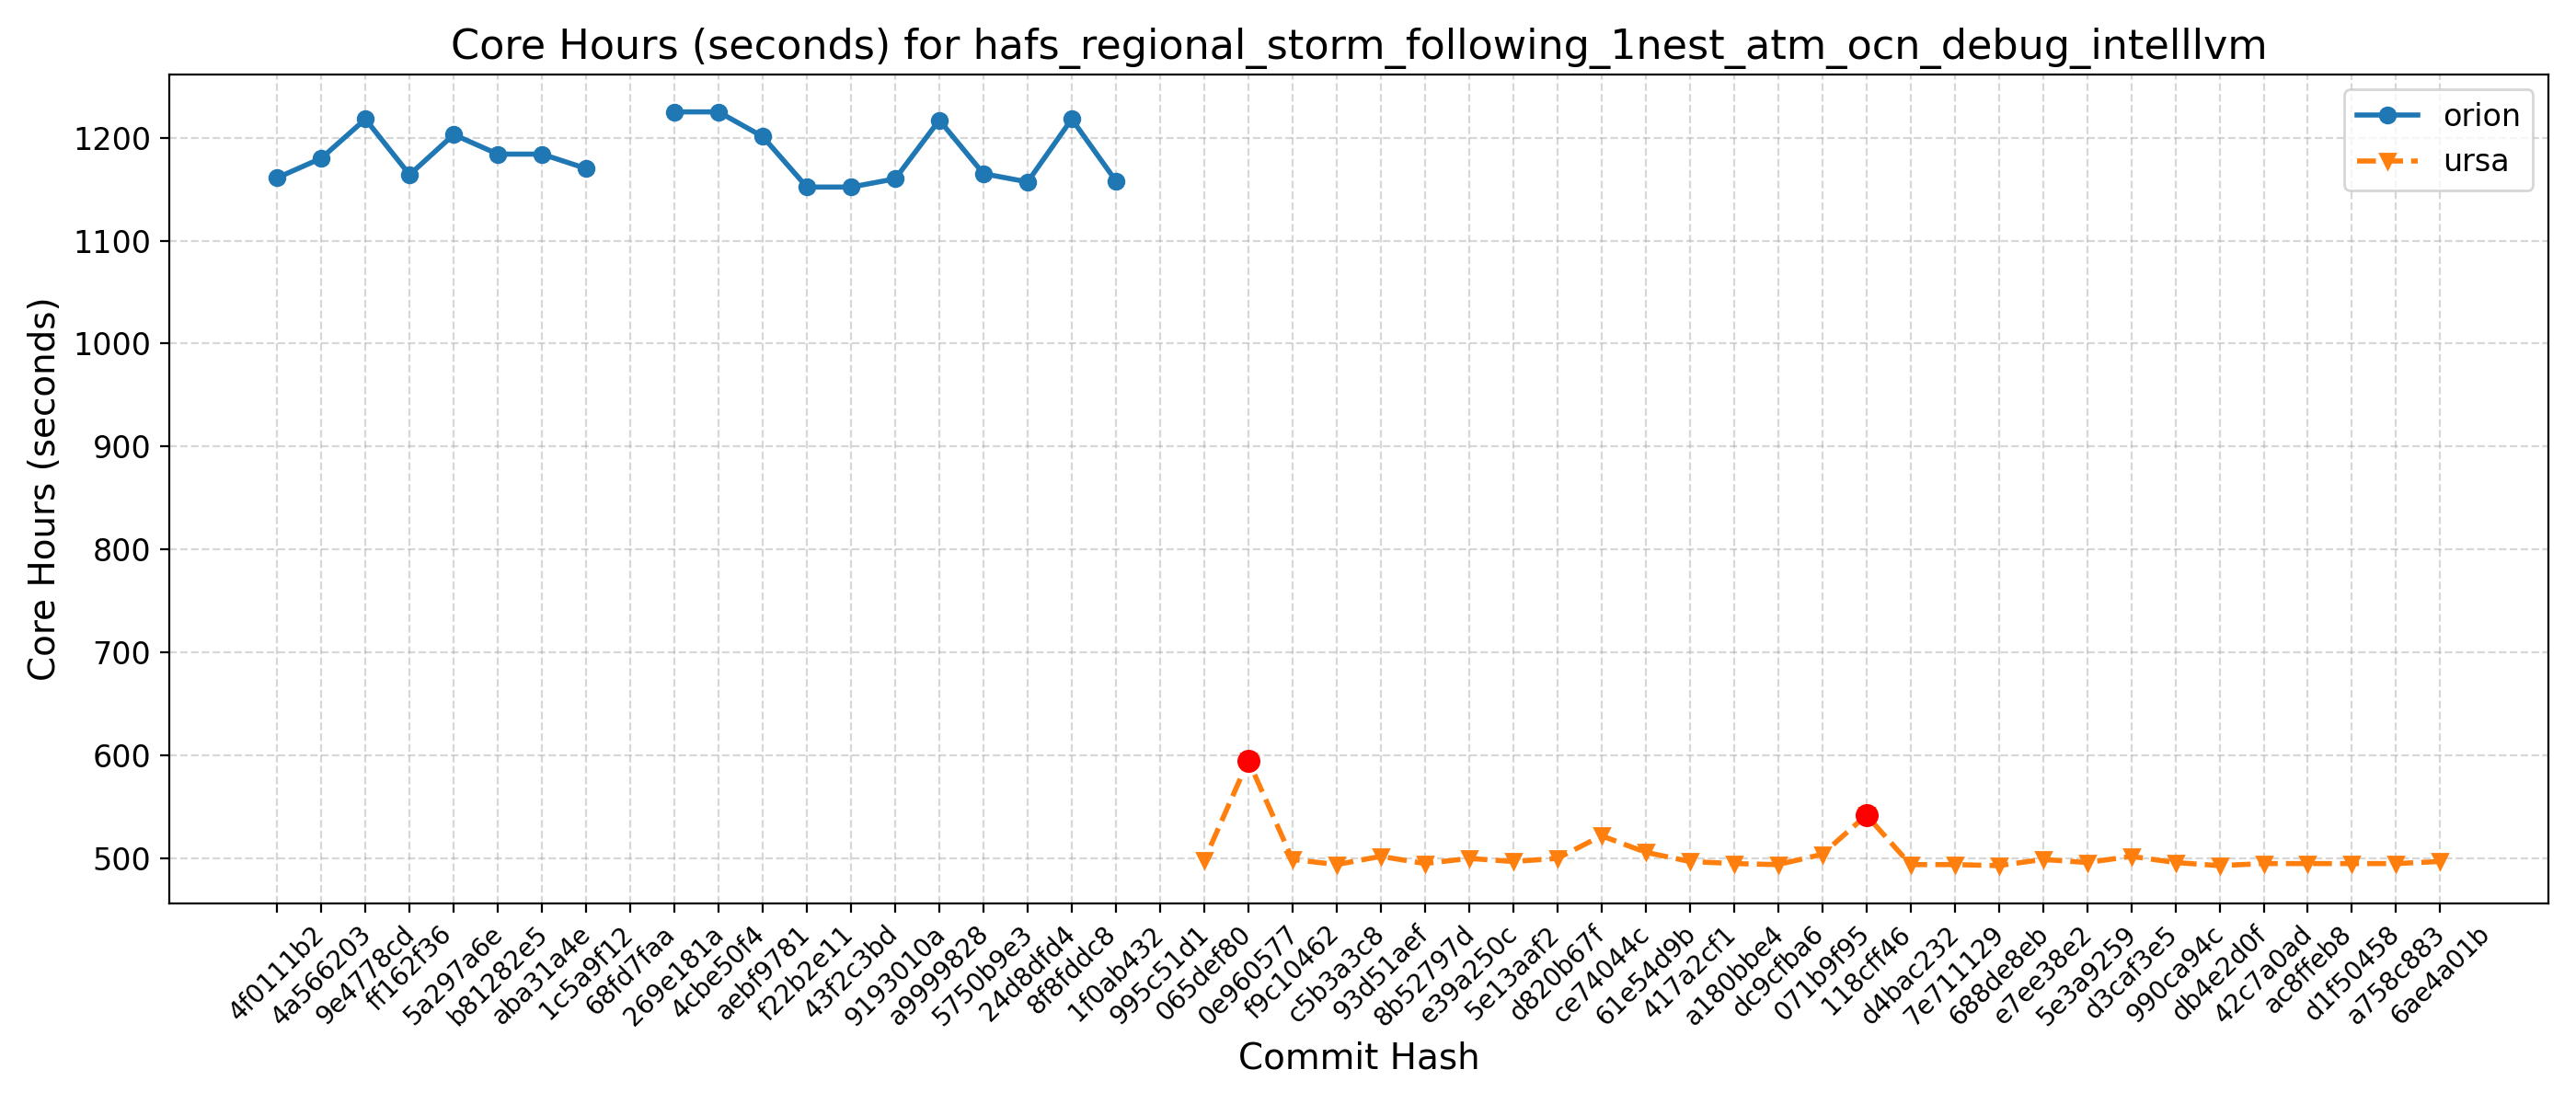 Core Hours (seconds) for hafs_regional_storm_following_1nest_atm_ocn_debug_intelllvm
orion
ursa
Core Hours (seconds)
1200
1100
1000
900
800
700
600
500
4f0111b2
4a566203
9e4778cd
ff162f36
5a297a6e
b81282e5
aba31a4e
1c5a9f12
68fd7faa
269e181a
4cbe50f4
aebf9781
f22b2e11
43f2c3bd
9193010a
a9999828
5750b9e3
24d8dfd4
8f8fddc8
1f0ab432
995c51d1
065def80
0e960577
f9c10462
c5b3a3c8
93d51aef
8b52797d
e39a250c
5e13aaf2
d820b67f
ce74044c
61e54d9b
417a2cf1
a180bbe4
dc9cfba6
071b9f95
118cff46
d4bac232
7e711129
688de8eb
e7ee38e2
5e3a9259
d3caf3e5
990ca94c
db4e2d0f
42c7a0ad
ac8ffeb8
d1f50458
a758c883
6ae4a01b
Commit Hash